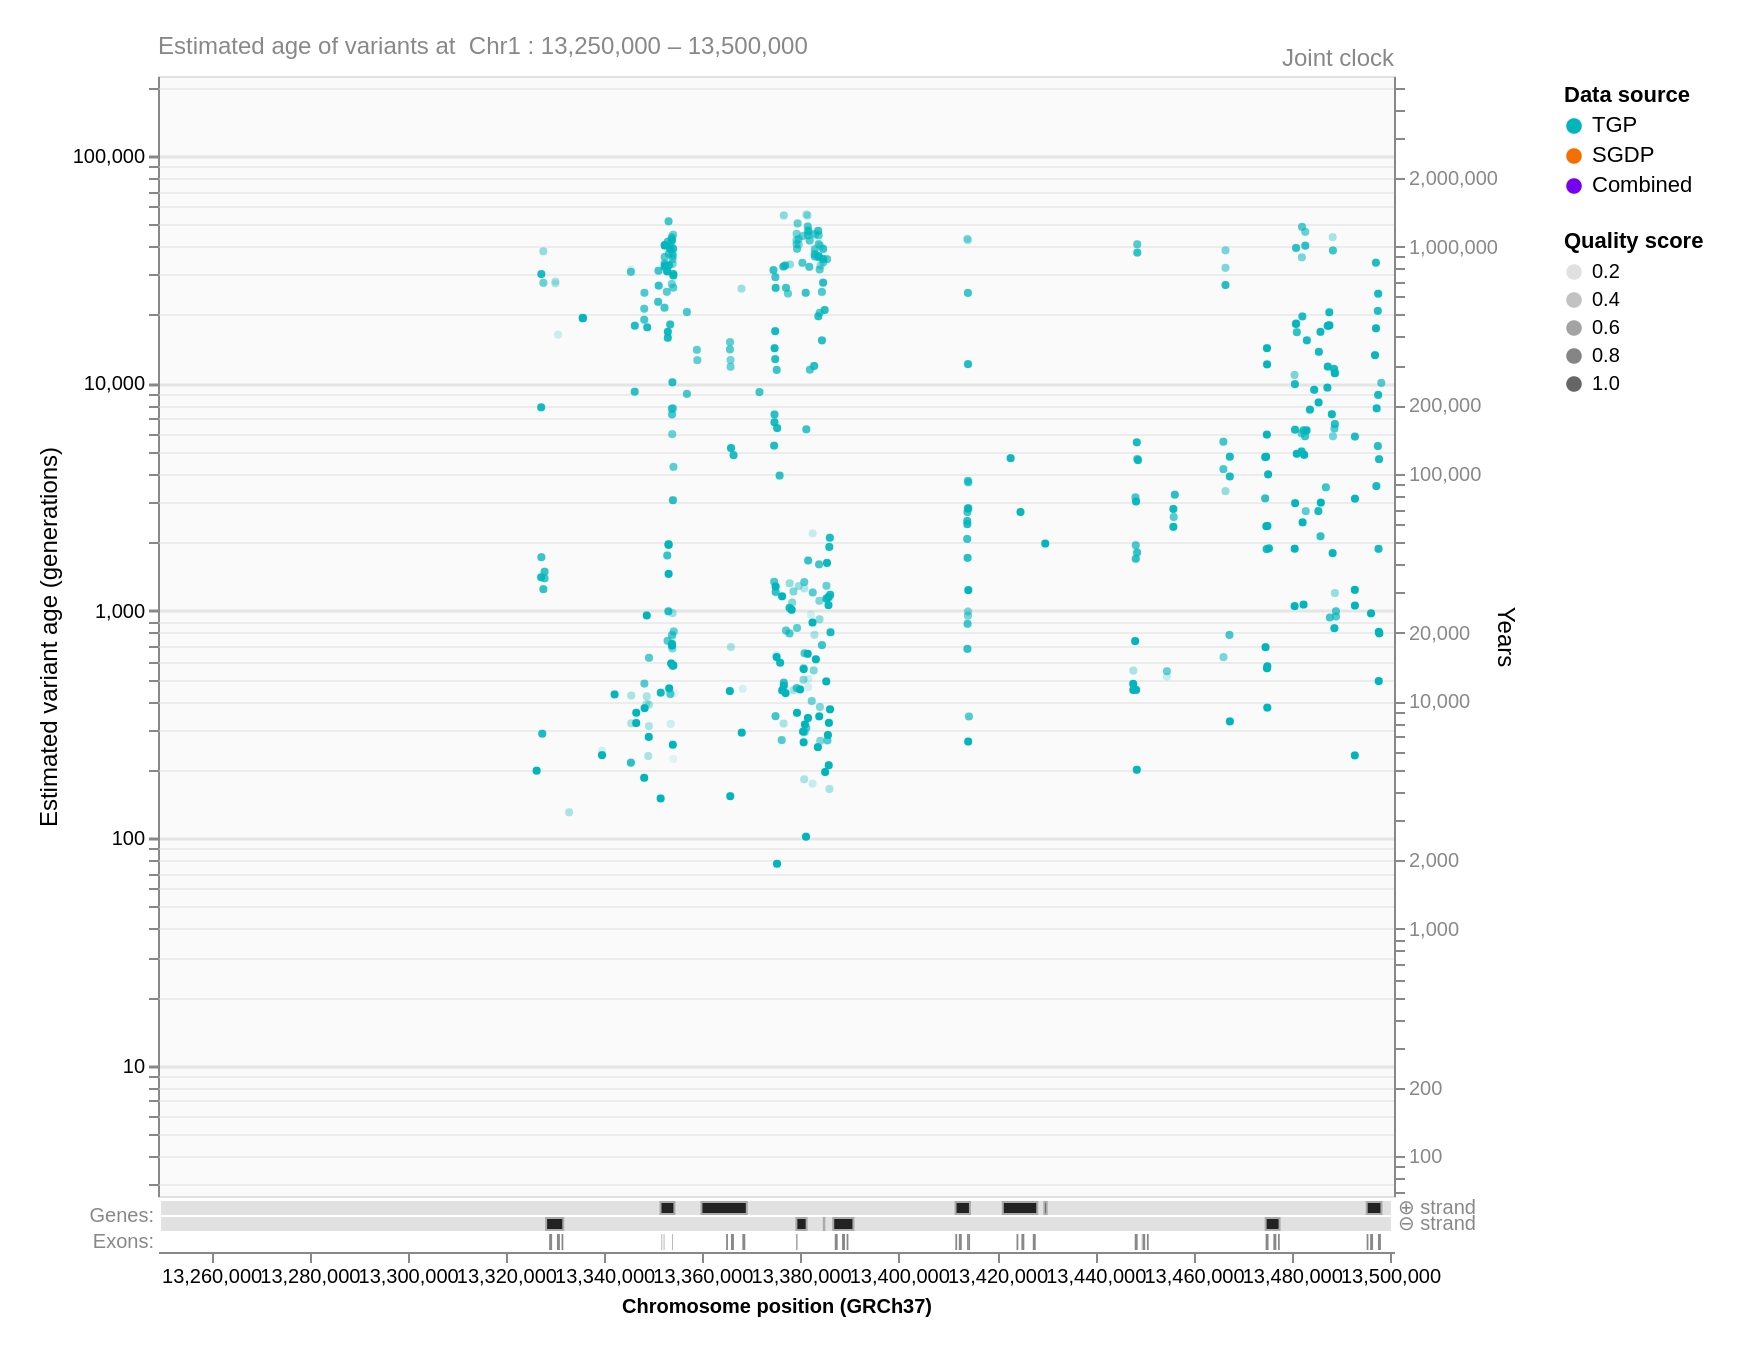 Estimated age of variants at Chr1 : 13,250,000 – 13,500,000
Joint clock
Data source
TGP
SGDP
Combined
Quality score
0.2
0.4
0.6
0.8
1.0
Estimated variant age (generations)
100,000
10,000
1,000
100
10
2,000,000
1,000,000
200,000
100,000
20,000
10,000
2,000
1,000
200
100
Years
Genes:
⊕ strand
⊖ strand
Exons:
13,260,000 13,280,000 13,300,000 13,320,000 13,340,000 13,360,000 13,380,000 13,400,000 13,420,000 13,440,000 13,460,000 13,480,000 13,500,000
Chromosome position (GRCh37)